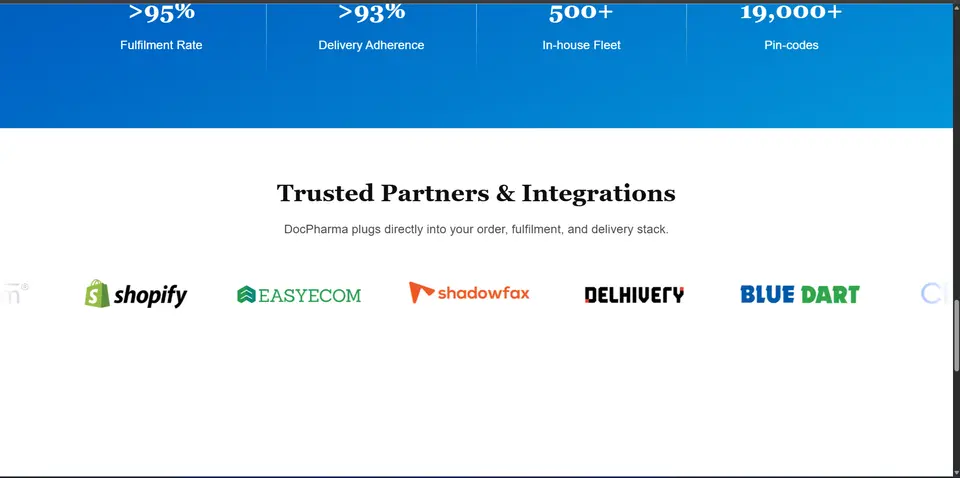 >95%
>93%
500+
19,000+
Fulfilment Rate
Delivery Adherence
In-house Fleet
Pin-codes
Trusted Partners & Integrations
DocPharma plugs directly into your order, fulfilment, and delivery stack.
shopify
EASYECOM
shadowfax
DELHIVERY
BLUE DART